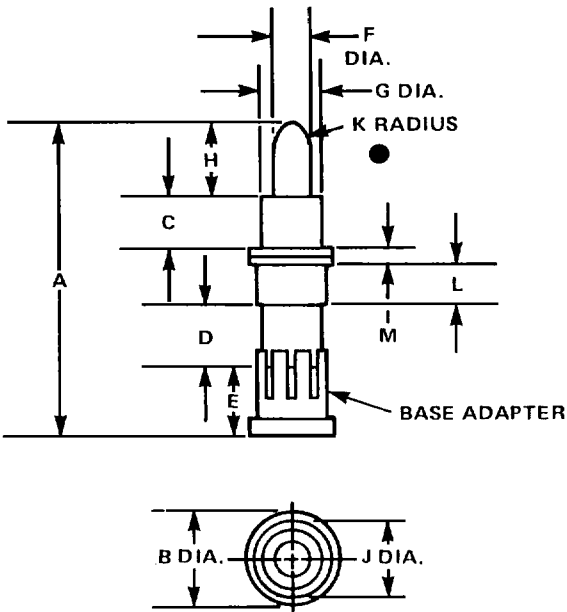 F
DIA.
G DIA.
K RADIUS
H
C
A
L
M
D
E
BASE ADAPTER
B DIA.
J DIA.